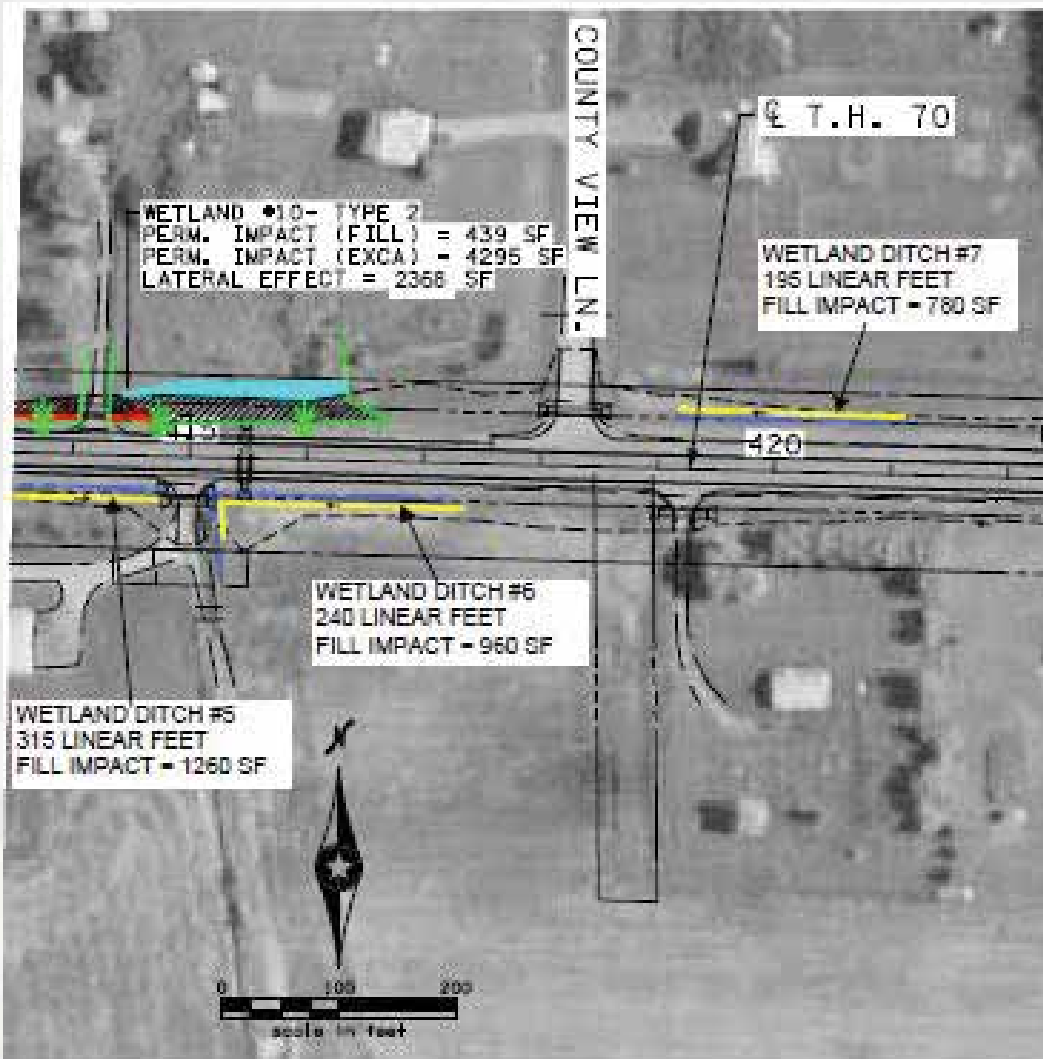 COUNTY VIEW LN.
℄ T.H. 70
WETLAND #10- TYPE 2
PERM. IMPACT (FILL) = 439 SF
PERM. IMPACT (EXCA) = 4295 SF
LATERAL EFFECT = 2368 SF
WETLAND DITCH #7
195 LINEAR FEET
FILL IMPACT = 780 SF
420
WETLAND DITCH #6
240 LINEAR FEET
FILL IMPACT = 960 SF
WETLAND DITCH #5
315 LINEAR FEET
FILL IMPACT = 1260 SF
N
0 100 200
scale in feet